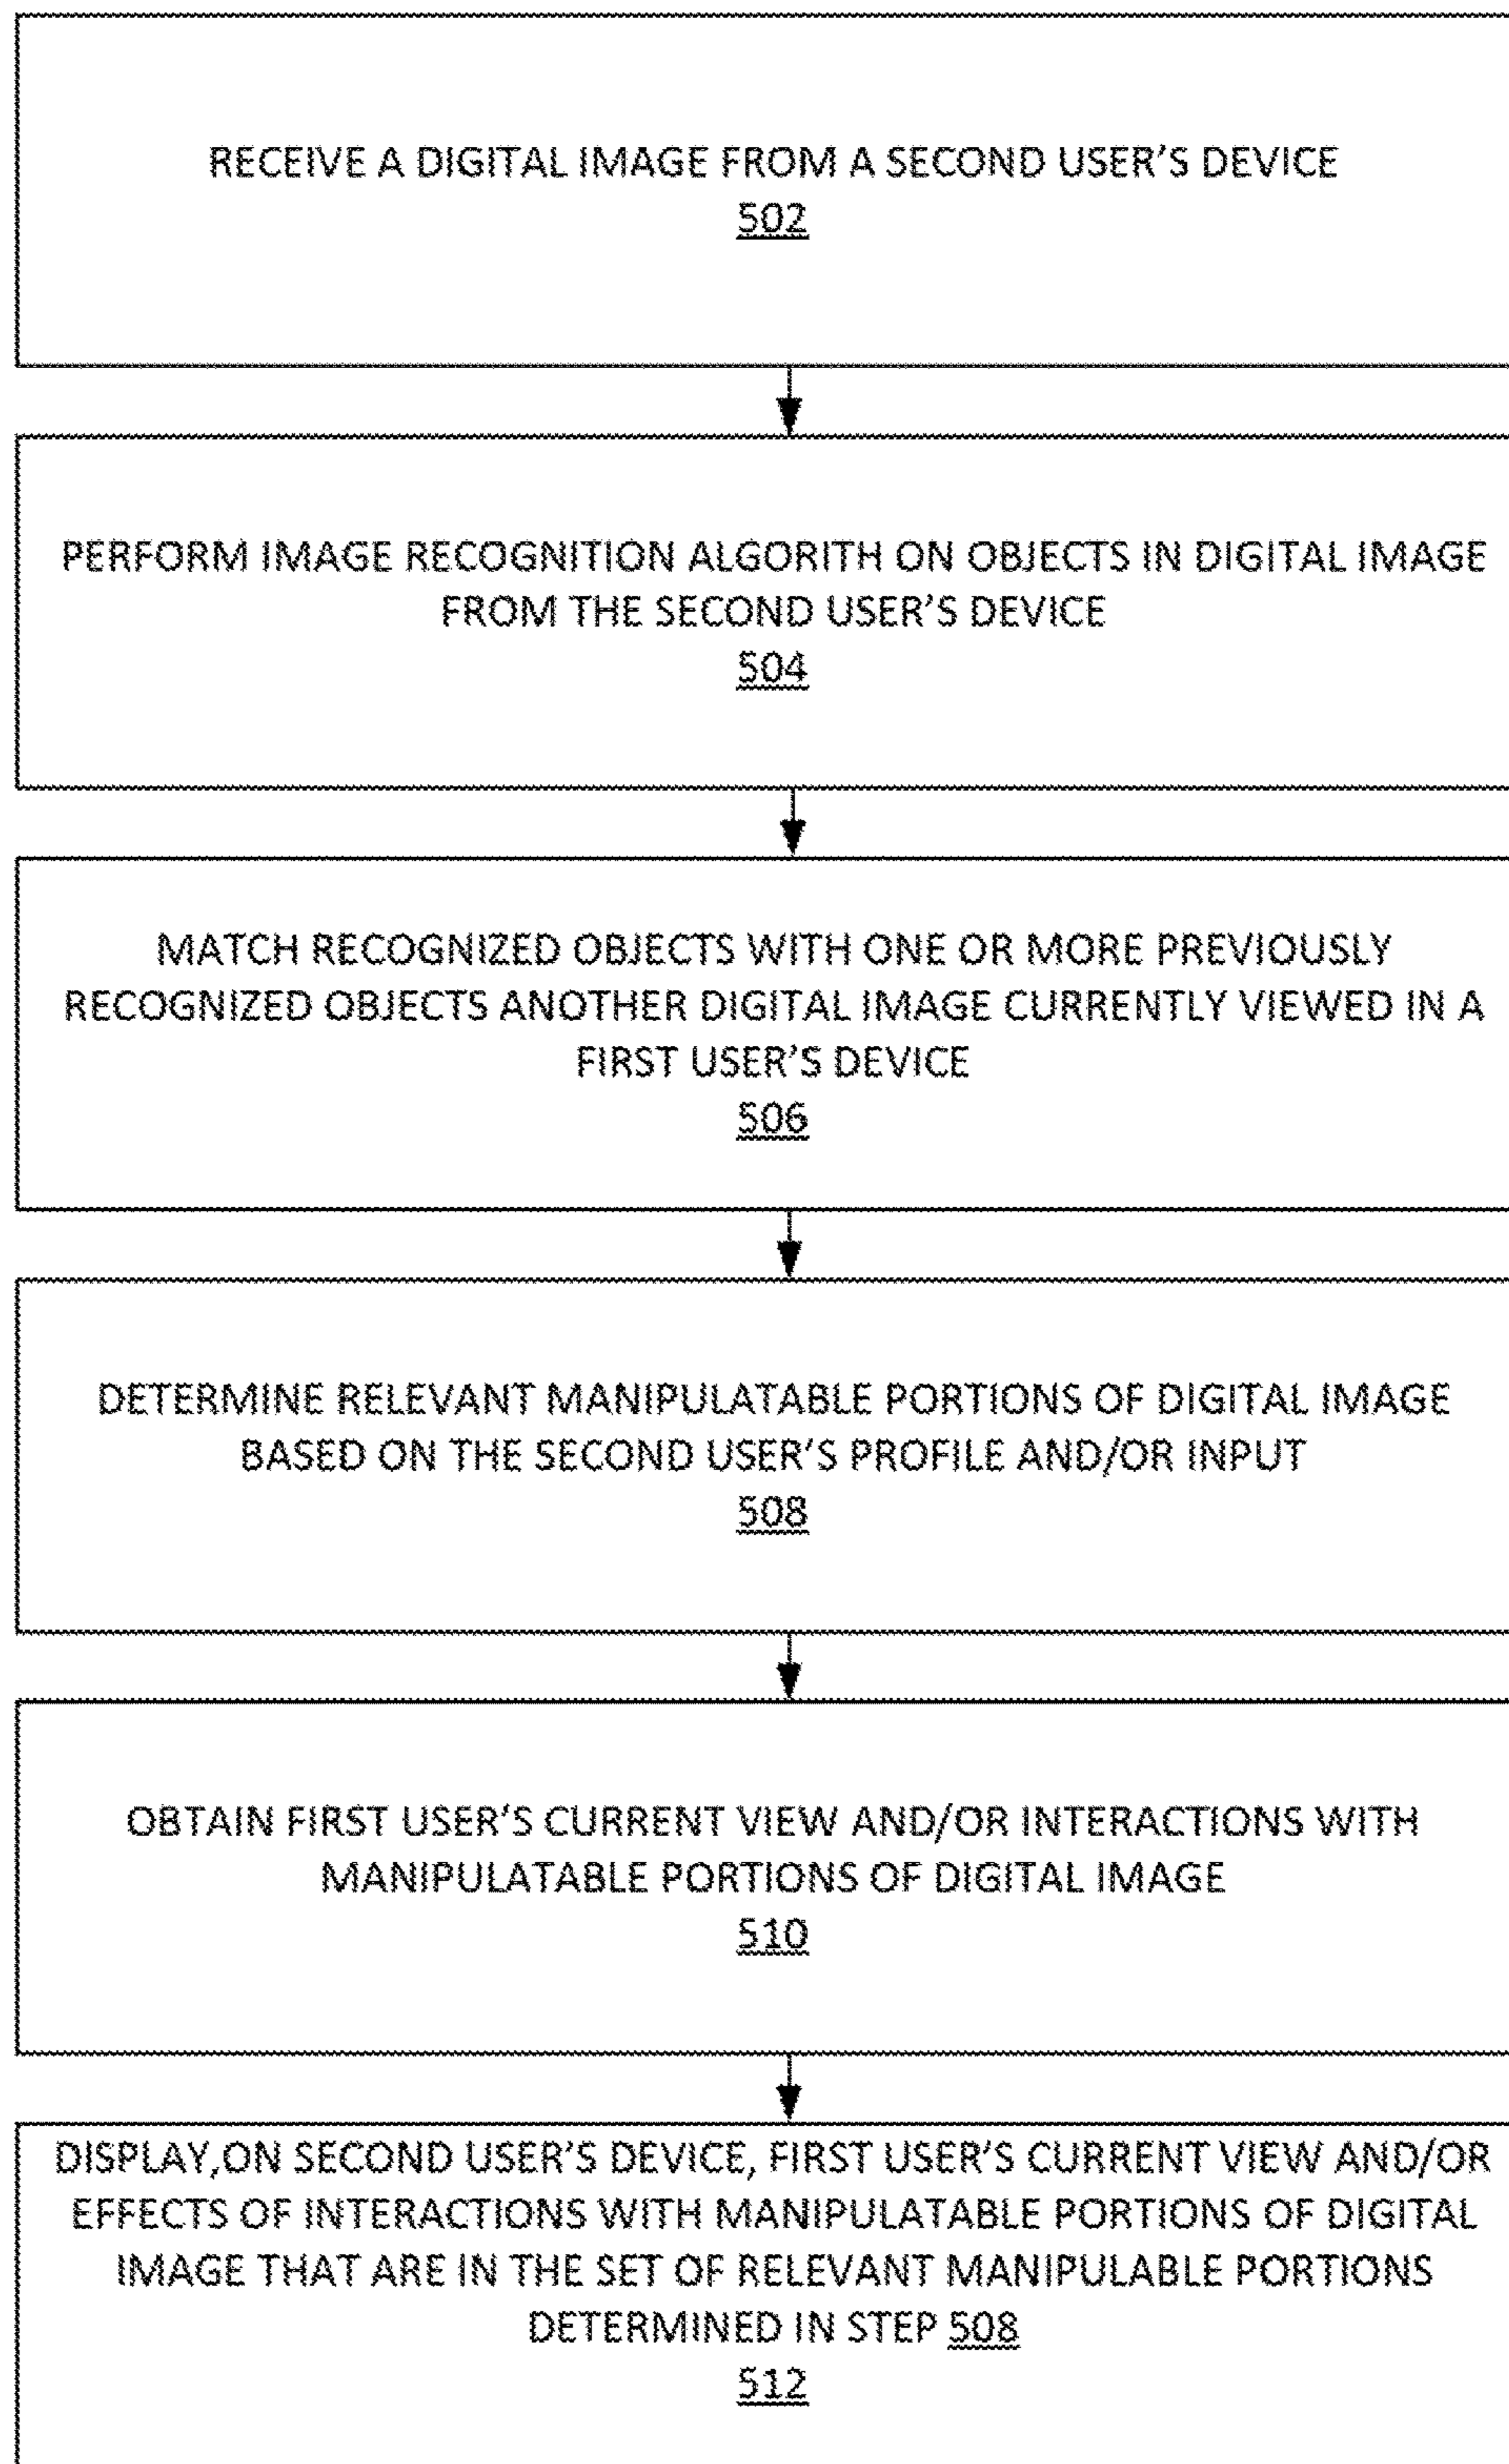 RECEIVE A DIGITAL IMAGE FROM A SECOND USER'S DEVICE
502
PERFORM IMAGE RECOGNITION ALGORITH ON OBJECTS IN DIGITAL IMAGE
FROM THE SECOND USER'S DEVICE
504
MATCH RECOGNIZED OBJECTS WITH ONE OR MORE PREVIOUSLY
RECOGNIZED OBJECTS ANOTHER DIGITAL IMAGE CURRENTLY VIEWED IN A
FIRST USER'S DEVICE
506
DETERMINE RELEVANT MANIPULATABLE PORTIONS OF DIGITAL IMAGE
BASED ON THE SECOND USER'S PROFILE AND/OR INPUT
508
OBTAIN FIRST USER'S CURRENT VIEW AND/OR INTERACTIONS WITH
MANIPULATABLE PORTIONS OF DIGITAL IMAGE
510
DISPLAY,ON SECOND USER'S DEVICE, FIRST USER'S CURRENT VIEW AND/OR
EFFECTS OF INTERACTIONS WITH MANIPULATABLE PORTIONS OF DIGITAL
IMAGE THAT ARE IN THE SET OF RELEVANT MANIPULABLE PORTIONS
DETERMINED IN STEP 508
512